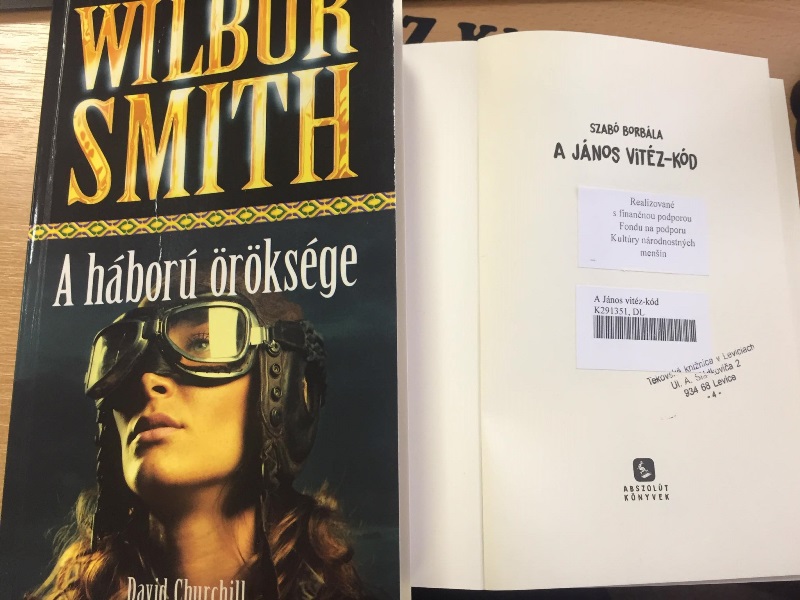 WILBUR
SMITH
A háború öröksége
David Churchill
SZABÓ BORBÁLA
A JÁNOS VITÉZ-KÓD
Realizované
s finančnou podporou
Fondu na podporu
Kultúry národnostných
menšín
A János vitéz-kód
K291351, DL
Tekovská knižnica v Leviciach
Ul. A. Sládkoviča 2
934 68 Levice
- 4 -
ABSZOLÚT
KÖNYVEK